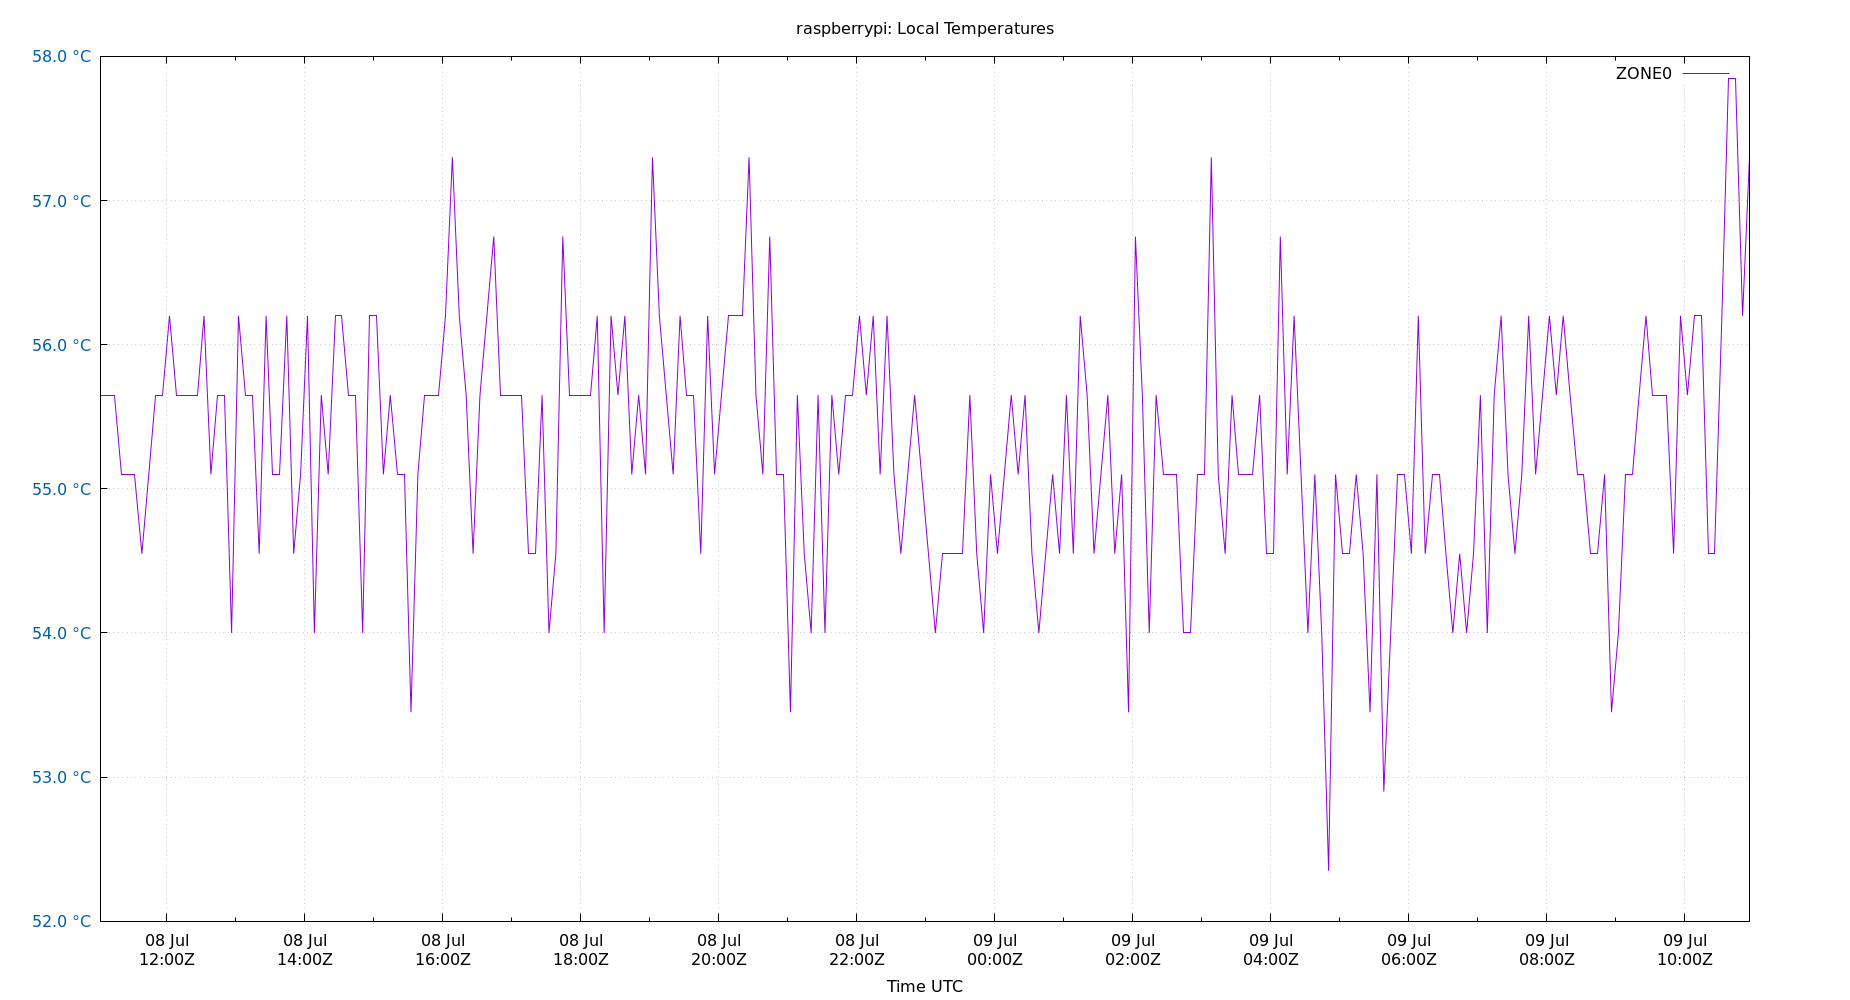 raspberrypi: Local Temperatures
58.0 °C
57.0 °C
56.0 °C
55.0 °C
54.0 °C
53.0 °C
52.0 °C
ZONE0
08 Jul 08 Jul 08 Jul 08 Jul 08 Jul 08 Jul 09 Jul 09 Jul 09 Jul 09 Jul 09 Jul 09 Jul
12:00Z 14:00Z 16:00Z 18:00Z 20:00Z 22:00Z 00:00Z 02:00Z 04:00Z 06:00Z 08:00Z 10:00Z
Time UTC